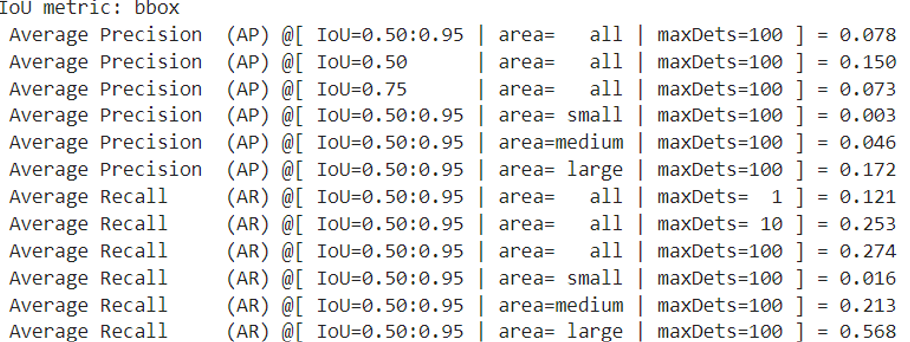 IoU metric: bbox
 Average Precision  (AP) @[ IoU=0.50:0.95 | area=   all | maxDets=100 ] = 0.078
 Average Precision  (AP) @[ IoU=0.50      | area=   all | maxDets=100 ] = 0.150
 Average Precision  (AP) @[ IoU=0.75      | area=   all | maxDets=100 ] = 0.073
 Average Precision  (AP) @[ IoU=0.50:0.95 | area= small | maxDets=100 ] = 0.003
 Average Precision  (AP) @[ IoU=0.50:0.95 | area=medium | maxDets=100 ] = 0.046
 Average Precision  (AP) @[ IoU=0.50:0.95 | area= large | maxDets=100 ] = 0.172
 Average Recall     (AR) @[ IoU=0.50:0.95 | area=   all | maxDets=  1 ] = 0.121
 Average Recall     (AR) @[ IoU=0.50:0.95 | area=   all | maxDets= 10 ] = 0.253
 Average Recall     (AR) @[ IoU=0.50:0.95 | area=   all | maxDets=100 ] = 0.274
 Average Recall     (AR) @[ IoU=0.50:0.95 | area= small | maxDets=100 ] = 0.016
 Average Recall     (AR) @[ IoU=0.50:0.95 | area=medium | maxDets=100 ] = 0.213
 Average Recall     (AR) @[ IoU=0.50:0.95 | area= large | maxDets=100 ] = 0.568